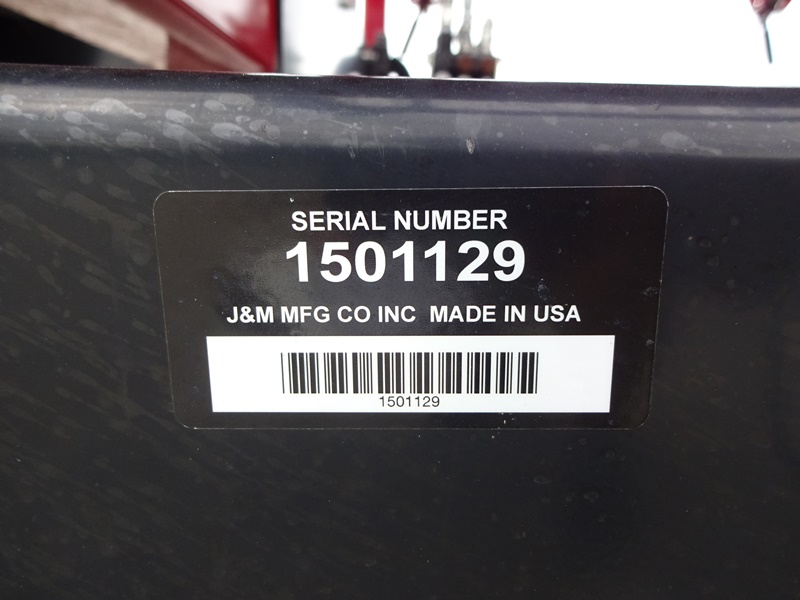 SERIAL NUMBER
1501129
J&M MFG CO INC MADE IN USA
1501129